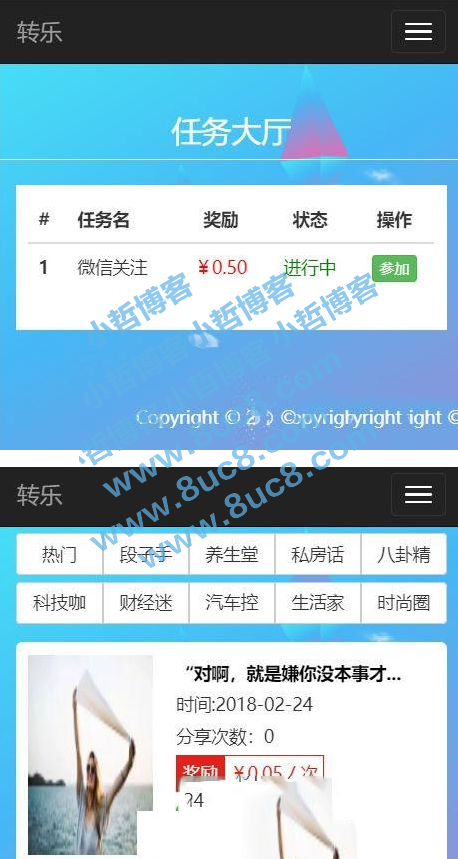 转乐
任务大厅
# 任务名 奖励 状态 操作
1 微信关注 ￥0.50 进行中 参加
小哲博客 小哲博客 小哲博客
www.8uc8.com
www.8uc8.com
www.8uc8.com
Copyright ©
转乐
热门 段子手 养生堂 私房话 八卦精
科技咖 财经迷 汽车控 生活家 时尚圈
“对啊，就是嫌你没本事才...
时间:2018-02-24
分享次数：0
奖励 ￥0.05 / 次
24